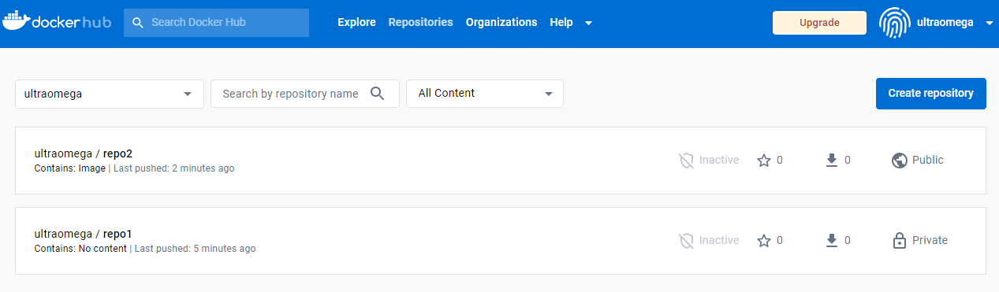 dockerhub Search Docker Hub Explore Repositories Organizations Help Upgrade ultraomega
ultraomega Search by repository name All Content Create repository
ultraomega / repo2
Contains: Image | Last pushed: 2 minutes ago
Inactive 0 0 Public
ultraomega / repo1
Contains: No content | Last pushed: 5 minutes ago
Inactive 0 0 Private